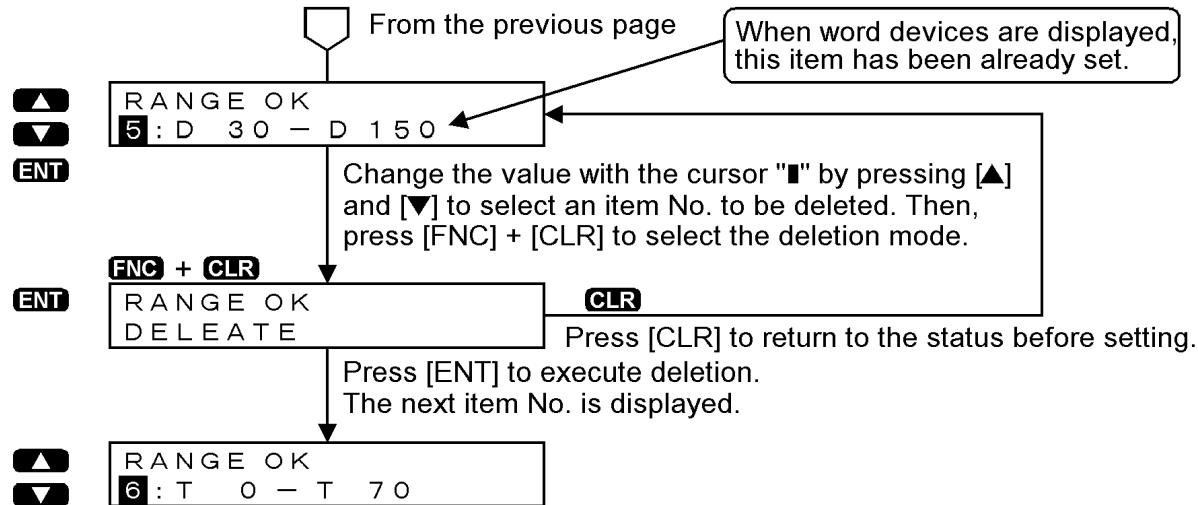 From the previous page
When word devices are displayed,
this item has been already set.
▲
RANGE OK
▼
5:D 30－D 150
ENT
Change the value with the cursor "▮" by pressing [▲]
and [▼] to select an item No. to be deleted. Then,
press [FNC] + [CLR] to select the deletion mode.
FNC + CLR
ENT
RANGE OK
DELEATE
CLR
Press [CLR] to return to the status before setting.
Press [ENT] to execute deletion.
The next item No. is displayed.
▲
RANGE OK
▼
6:T 0－T 70